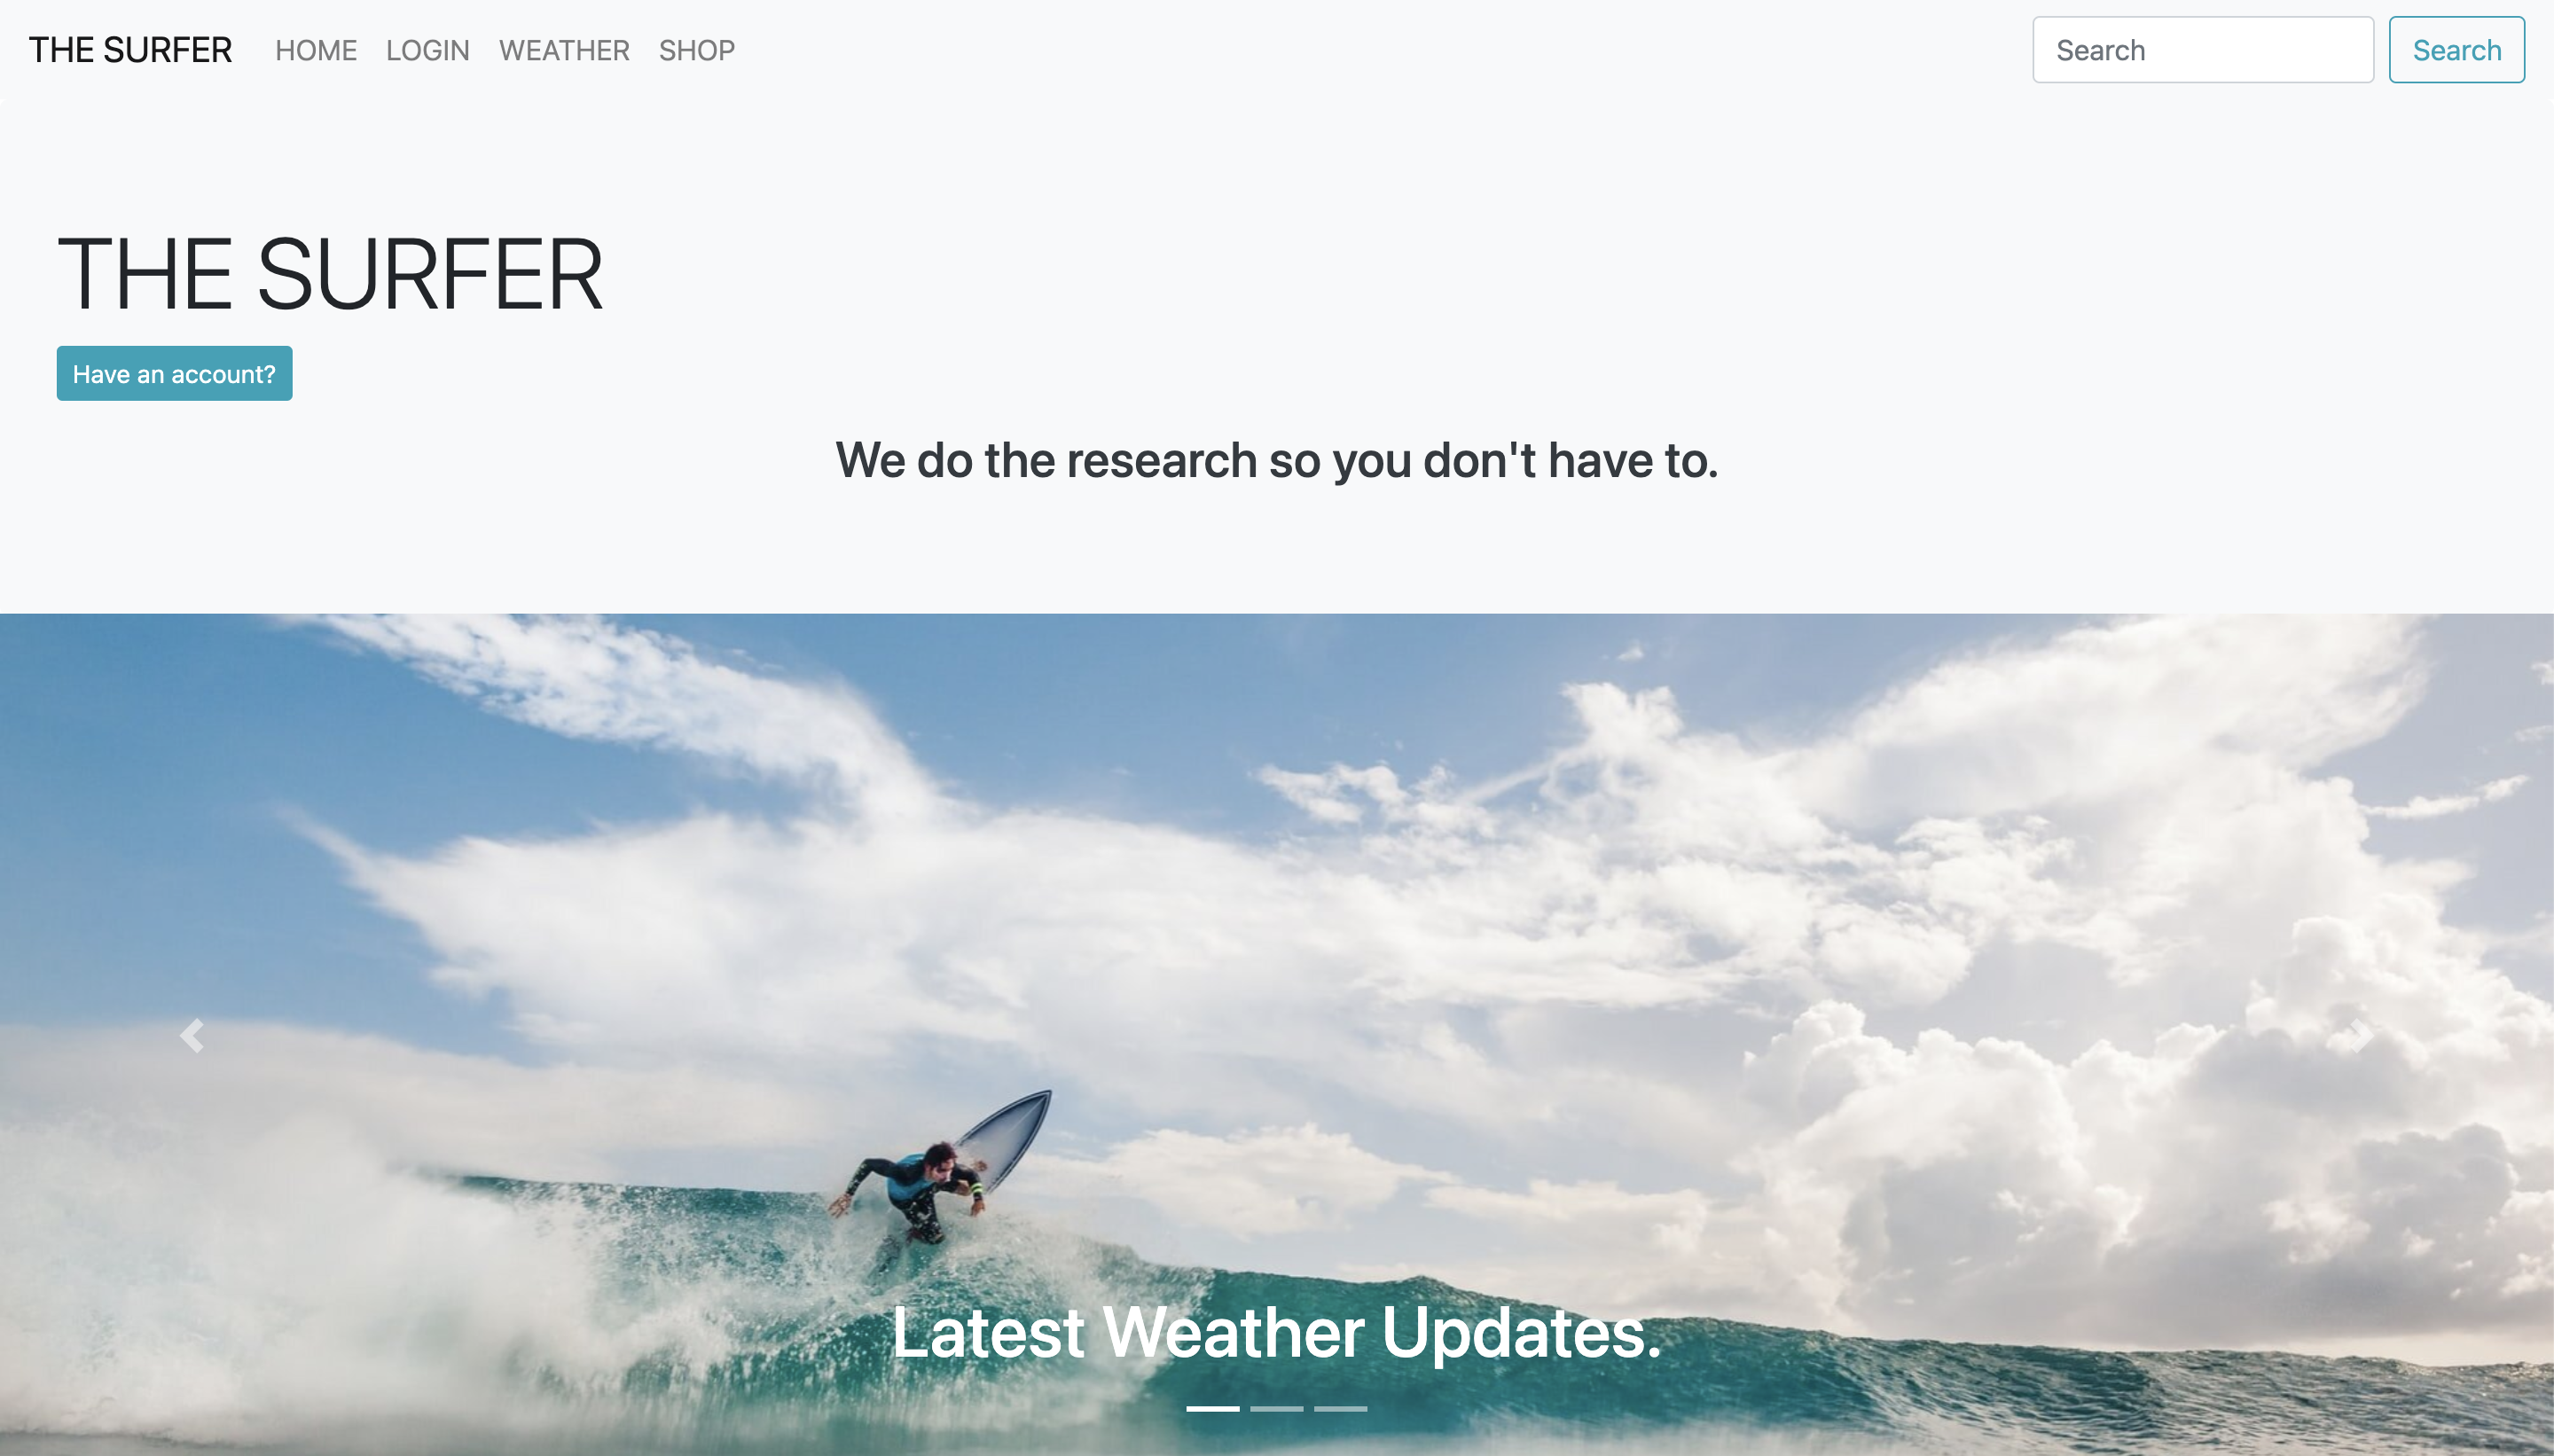 THE SURFER HOME LOGIN WEATHER SHOP Search Search
THE SURFER
Have an account?
We do the research so you don't have to.
Latest Weather Updates.